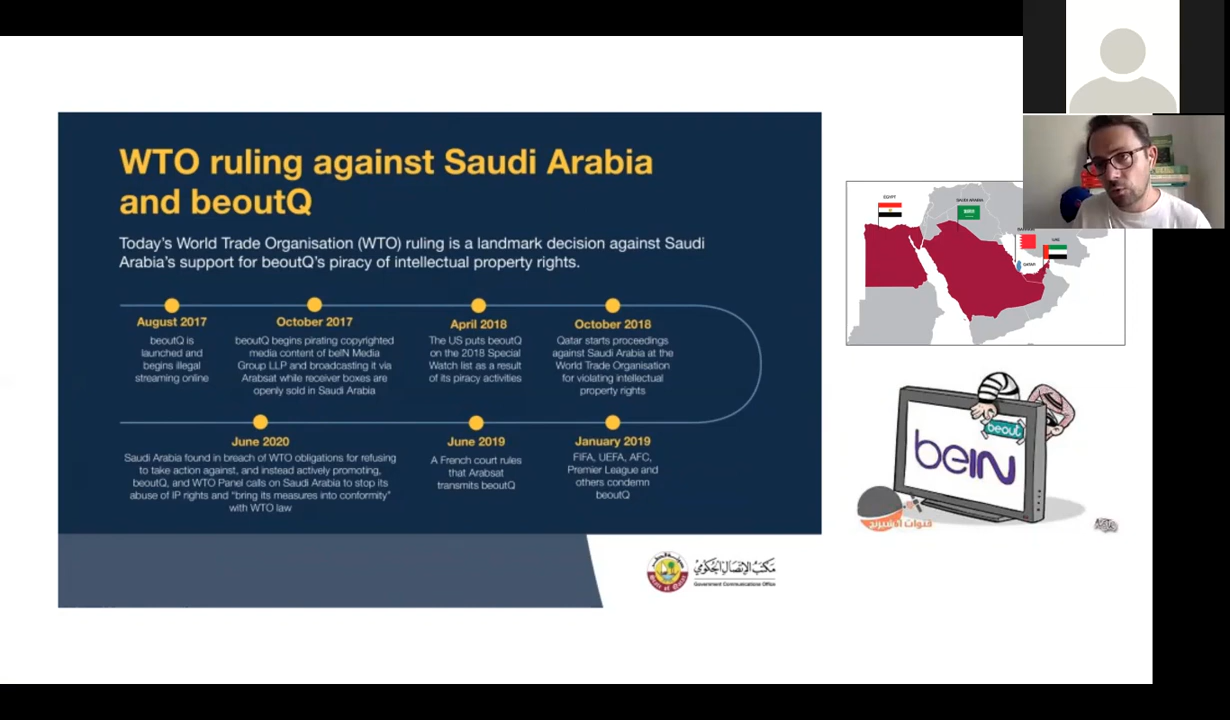 WTO ruling against Saudi Arabia
and beoutQ
Today's World Trade Organisation (WTO) ruling is a landmark decision against Saudi
Arabia's support for beoutQ's piracy of intellectual property rights.
August 2017
beoutQ is
launched and
begins illegal
streaming online
October 2017
beoutQ begins pirating copyrighted
media content of beIN Media
Group LLP and broadcasting it via
Arabsat while receiver boxes are
openly sold in Saudi Arabia
April 2018
The US puts beoutQ
on the 2018 Special
Watch list as a result
of its piracy activities
October 2018
Qatar starts proceedings
against Saudi Arabia at the
World Trade Organisation
for violating intellectual
property rights
January 2019
FIFA, UEFA, AFC,
Premier League and
others condemn
beoutQ
June 2019
A French court rules
that Arabsat
transmits beoutQ
June 2020
Saudi Arabia found in breach of WTO obligations for refusing
to take action against, and instead actively promoting,
beoutQ, and WTO Panel calls on Saudi Arabia to stop its
abuse of IP rights and "bring its measures into conformity"
with WTO law
مكتب الاتصال الحكومي
Government Communications Office
EGYPT
SAUDI ARABIA
UAE
QATAR
beout
beIN
قنوات